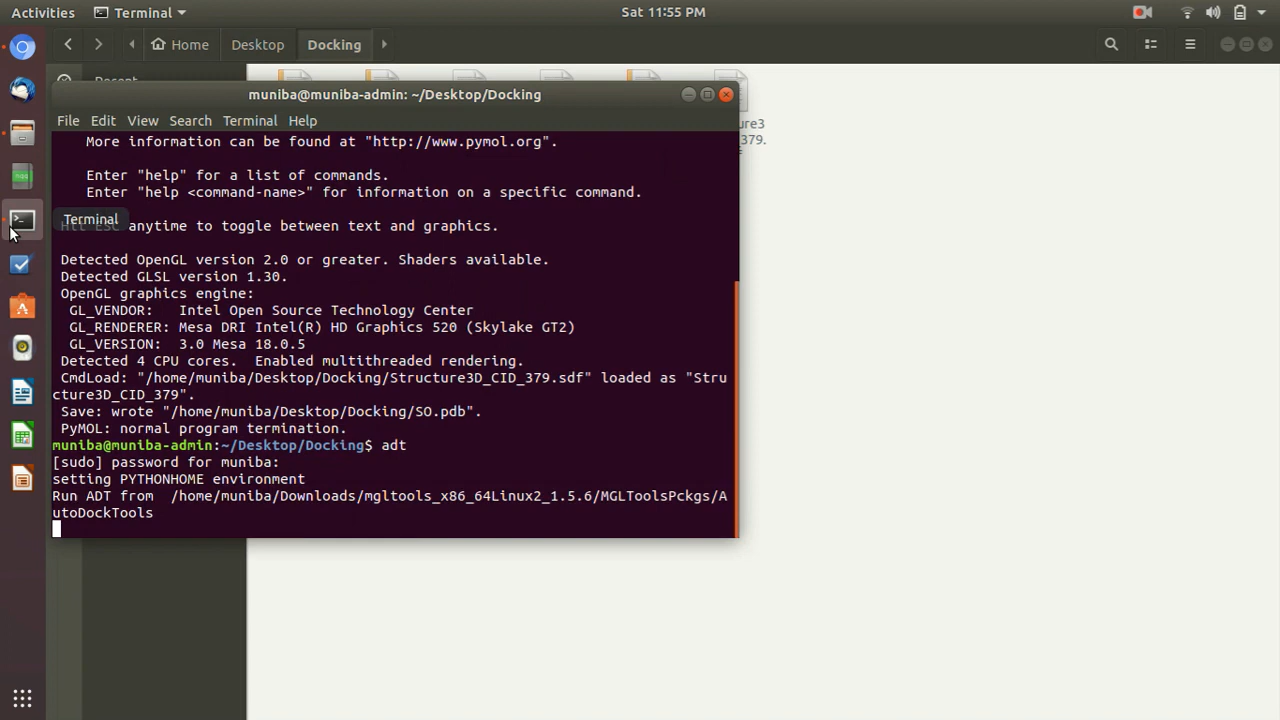 Activities
Terminal
Sat 11:55 PM
Home
Desktop
Docking
Recent
muniba@muniba-admin: ~/Desktop/Docking
File Edit View Search Terminal Help
More information can be found at "http://www.pymol.org".
Enter "help" for a list of commands.
Enter "help <command-name>" for information on a specific command.
Terminal
Hit ESC anytime to toggle between text and graphics.
Detected OpenGL version 2.0 or greater. Shaders available.
Detected GLSL version 1.30.
OpenGL graphics engine:
GL_VENDOR: Intel Open Source Technology Center
GL_RENDERER: Mesa DRI Intel(R) HD Graphics 520 (Skylake GT2)
GL_VERSION: 3.0 Mesa 18.0.5
Detected 4 CPU cores. Enabled multithreaded rendering.
CmdLoad: "/home/muniba/Desktop/Docking/Structure3D_CID_379.sdf" loaded as "Stru
cture3D_CID_379".
Save: wrote "/home/muniba/Desktop/Docking/SO.pdb".
PyMOL: normal program termination.
muniba@muniba-admin:~/Desktop/Docking$ adt
[sudo] password for muniba:
setting PYTHONHOME environment
Run ADT from /home/muniba/Downloads/mgltools_x86_64Linux2_1.5.6/MGLToolsPckgs/A
utoDockTools
ure3
_379.